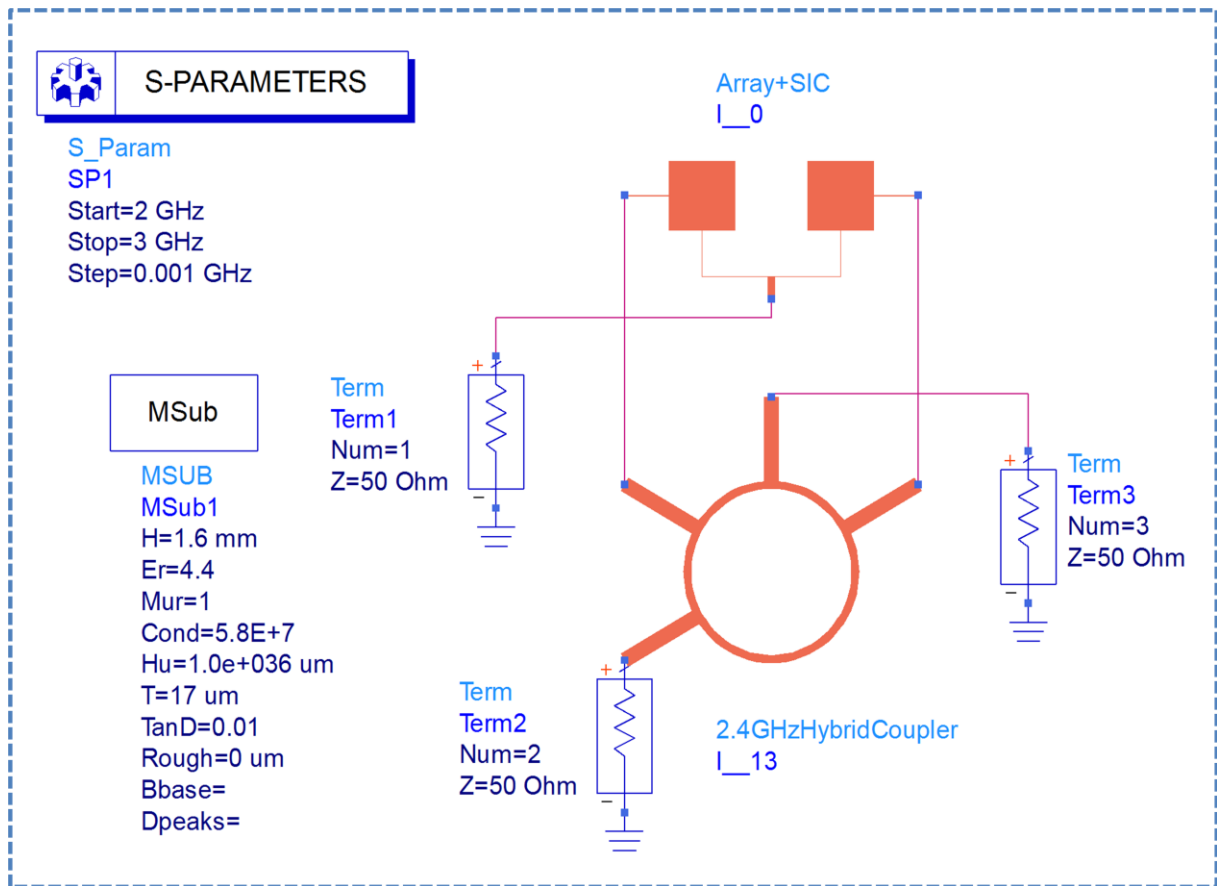 S-PARAMETERS
S_Param
SP1
Start=2 GHz
Stop=3 GHz
Step=0.001 GHz
Array+SIC
I__0
MSub
MSUB
MSub1
H=1.6 mm
Er=4.4
Mur=1
Cond=5.8E+7
Hu=1.0e+036 um
T=17 um
TanD=0.01
Rough=0 um
Bbase=
Dpeaks=
Term
Term1
Num=1
Z=50 Ohm
+
-
Term
Term2
Num=2
Z=50 Ohm
+
-
Term
Term3
Num=3
Z=50 Ohm
+
-
2.4GHzHybridCoupler
I__13